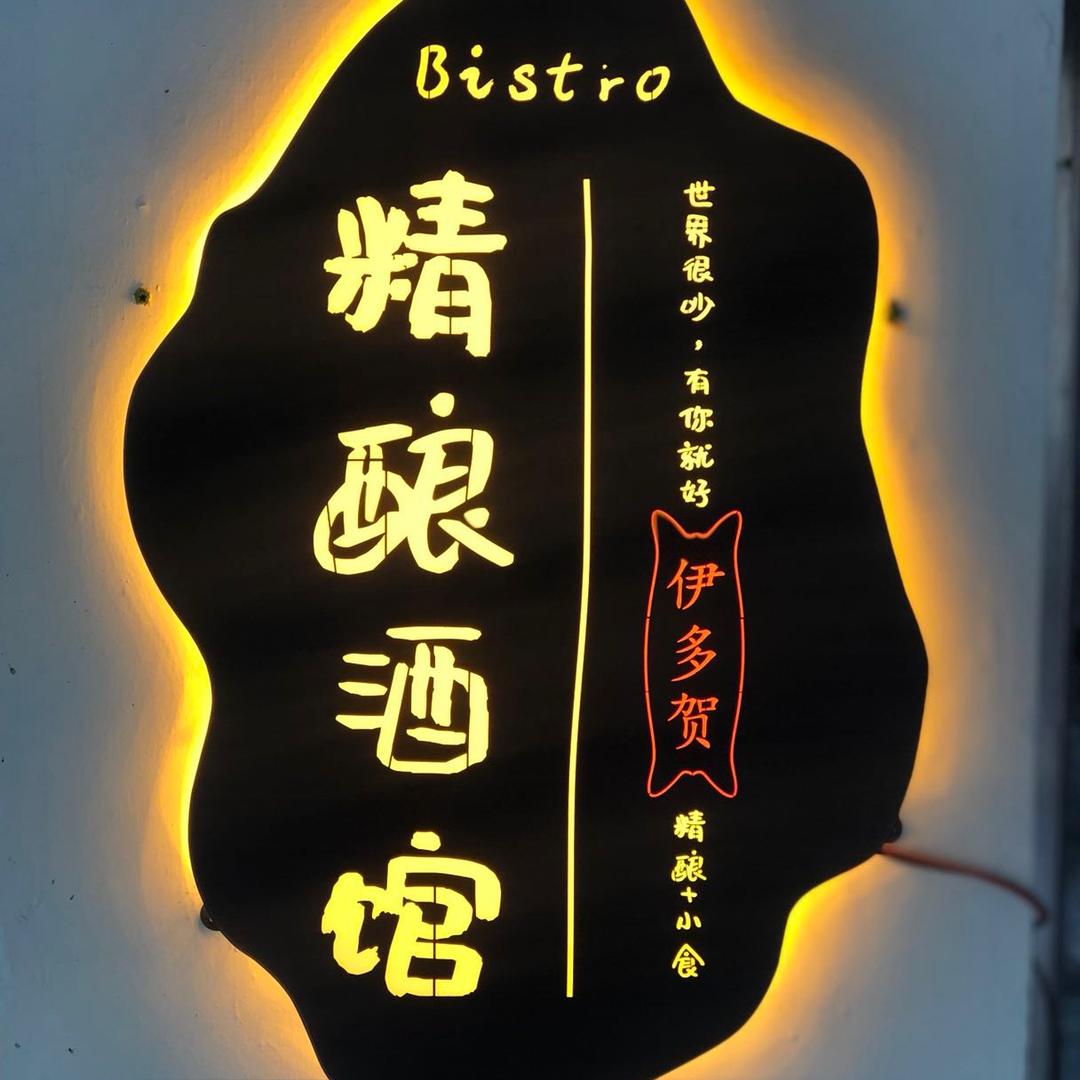 Bistro
精酿酒馆
世界很吵，有你就好
伊多贺
精酿+小食